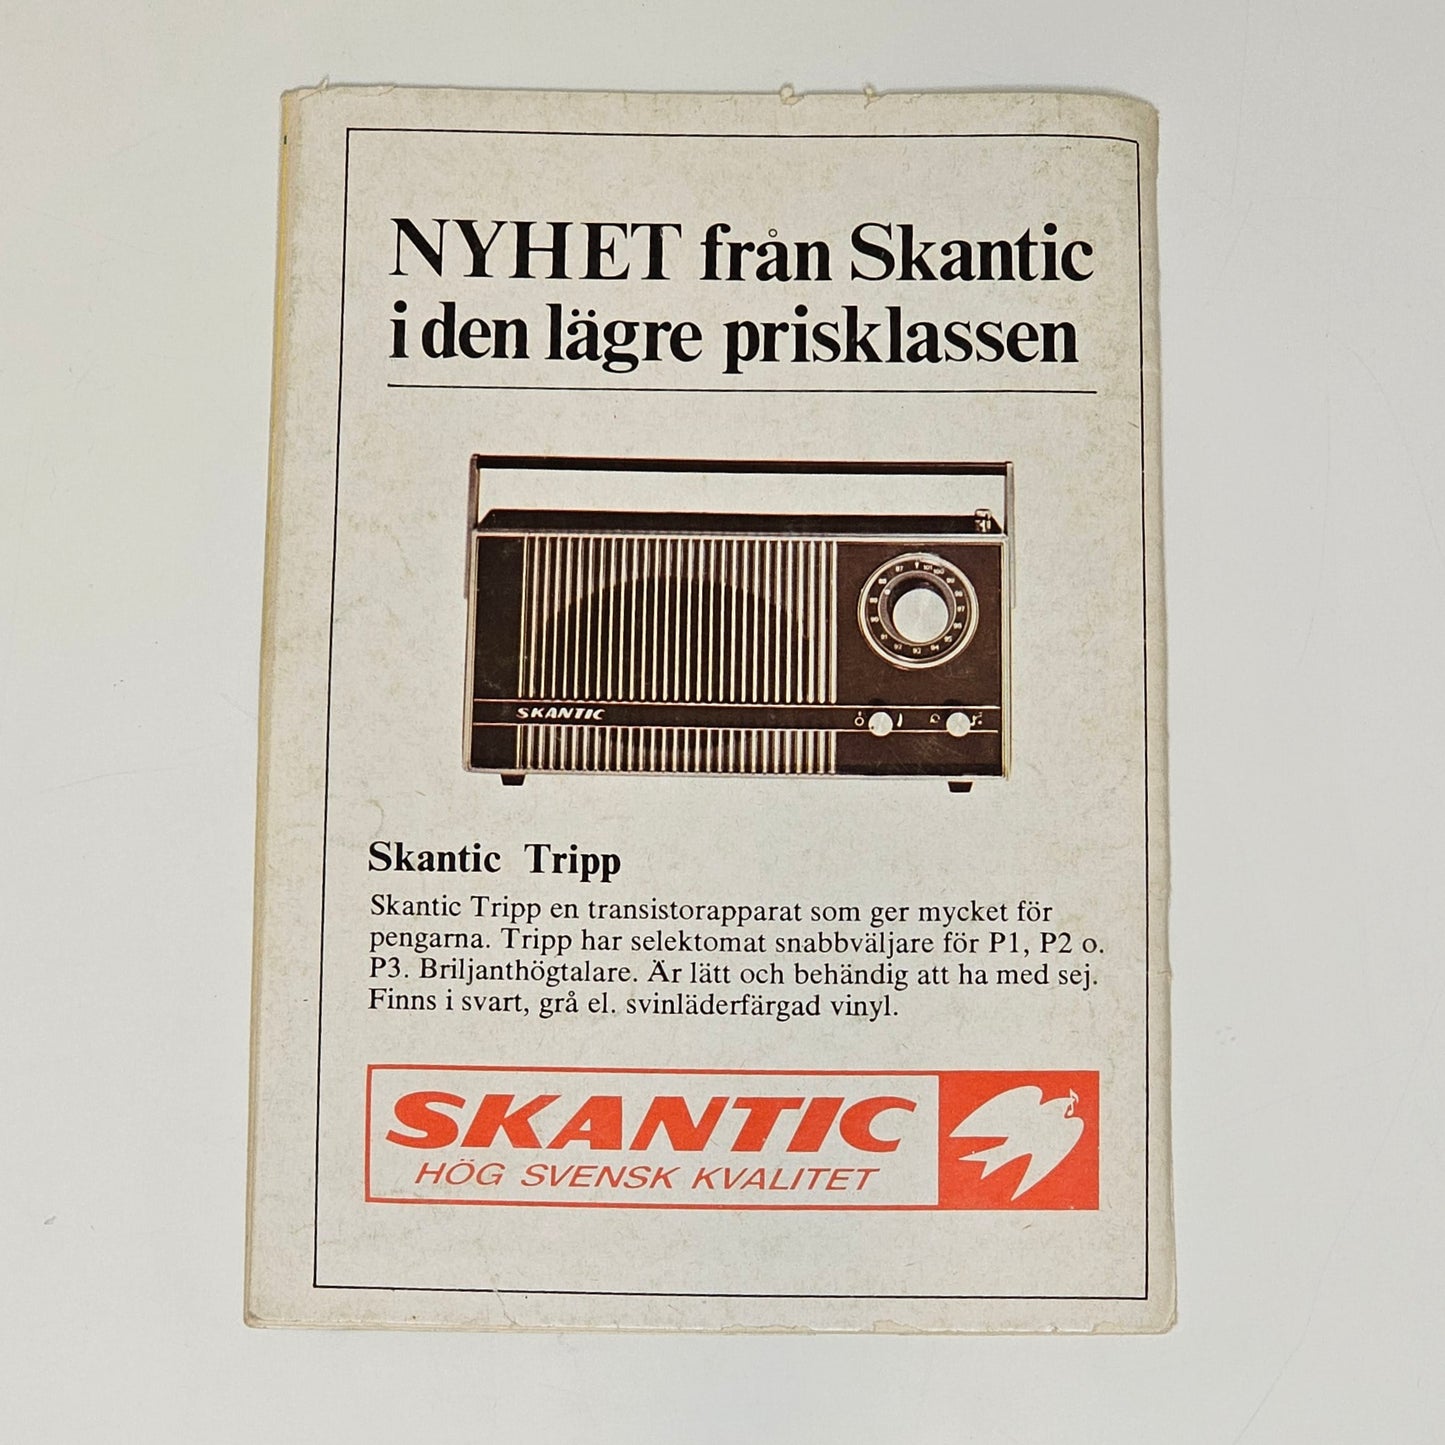 NYHET från Skantic
i den lägre prisklassen
SKANTIC
Skantic Tripp
Skantic Tripp en transistorapparat som ger mycket för
pengarna. Tripp har selektomat snabbväljare för P1, P2 o.
P3. Briljanthögtalare. Är lätt och behändig att ha med sej.
Finns i svart, grå el. svinläderfärgad vinyl.
SKANTIC
HÖG SVENSK KVALITET